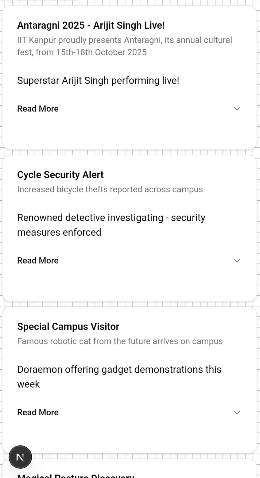 Antaragni 2025 - Arijit Singh Live!
IIT Kanpur proudly presents Antaragni, its annual cultural
fest, from 15th-18th October 2025
Superstar Arijit Singh performing live!
Read More
Cycle Security Alert
Increased bicycle thefts reported across campus
Renowned detective investigating - security
measures enforced
Read More
Special Campus Visitor
Famous robotic cat from the future arrives on campus
Doraemon offering gadget demonstrations this
week
Read More
N
Magical Pasture Discovery